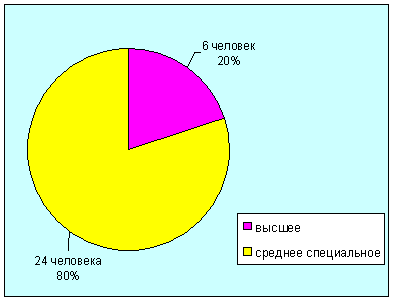 6 человек
20%
высшее
среднее специальное
24 человека
80%